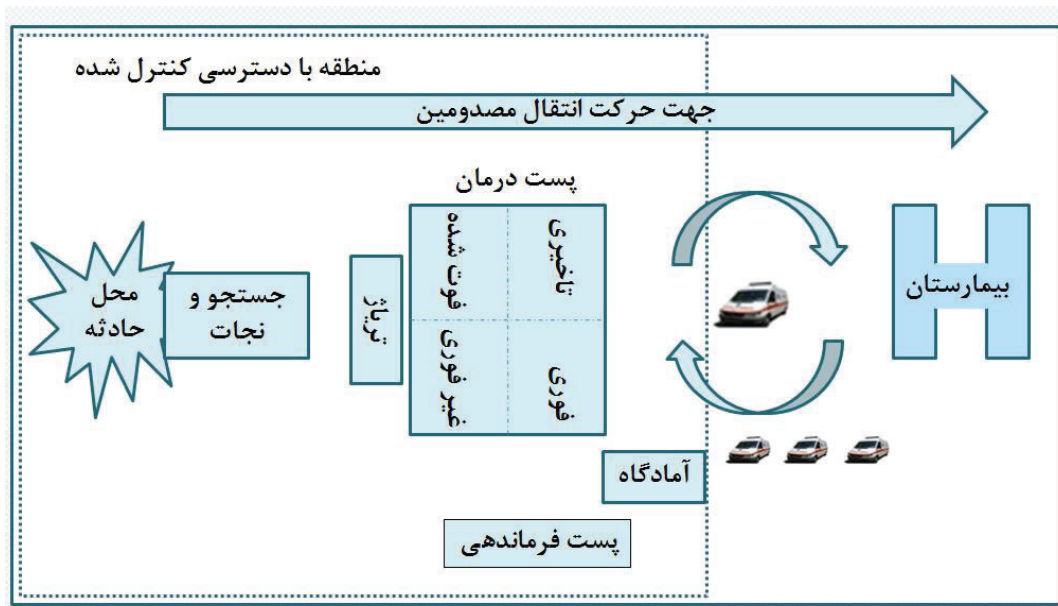 منطقه با دسترسی کنترل شده
جهت حرکت انتقال مصدومین
پست درمان
محل
حادثه
جستجو و
نجات
تریاژ
فوت شده
تاخیری
غیر فوری
فوری
بیمارستان
آمادگاه
پست فرماندهی